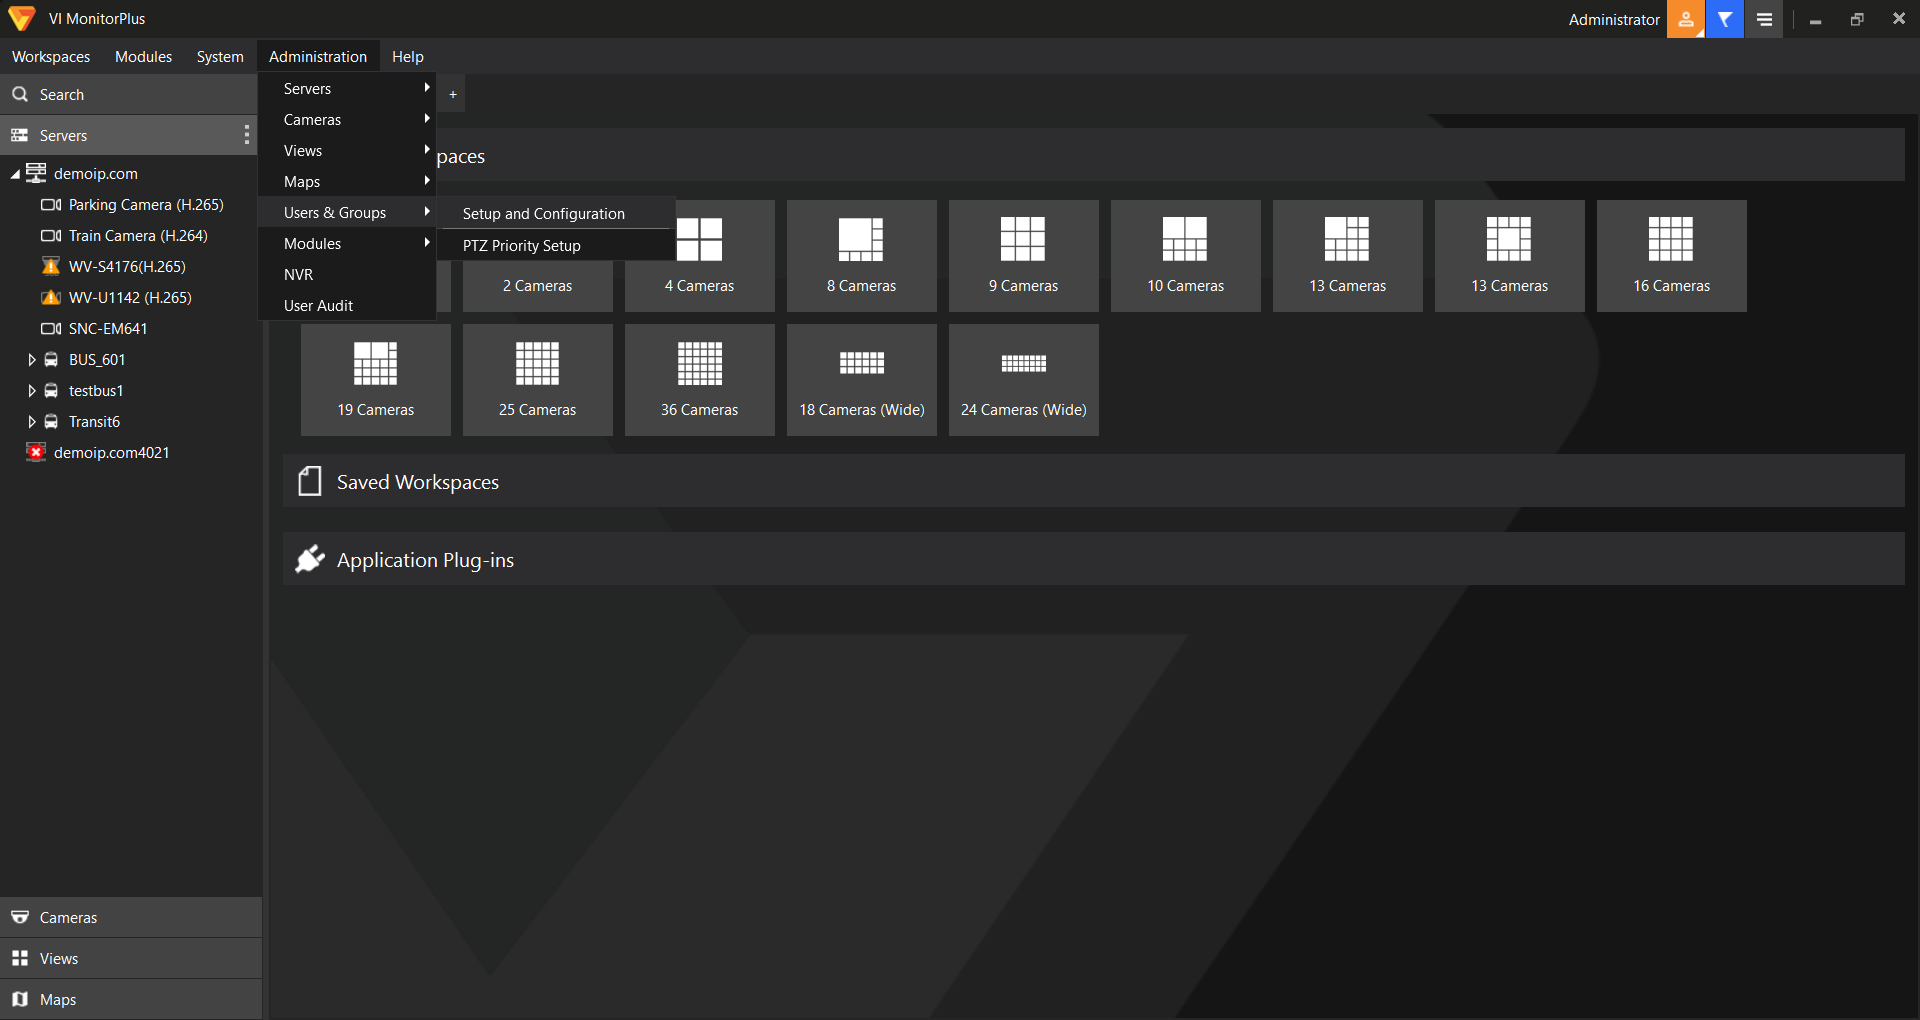 VI MonitorPlus
Administrator
Workspaces Modules System Administration Help
Search
Servers
demoip.com
Parking Camera (H.265)
Train Camera (H.264)
WV-S4176(H.265)
WV-U1142 (H.265)
SNC-EM641
BUS_601
testbus1
Transit6
demoip.com4021
Cameras
Views
Maps
Servers
Cameras
Views
Maps
Users & Groups
Modules
NVR
User Audit
Setup and Configuration
PTZ Priority Setup
+
paces
2 Cameras
4 Cameras
8 Cameras
9 Cameras
10 Cameras
13 Cameras
13 Cameras
16 Cameras
19 Cameras
25 Cameras
36 Cameras
18 Cameras (Wide)
24 Cameras (Wide)
Saved Workspaces
Application Plug-ins